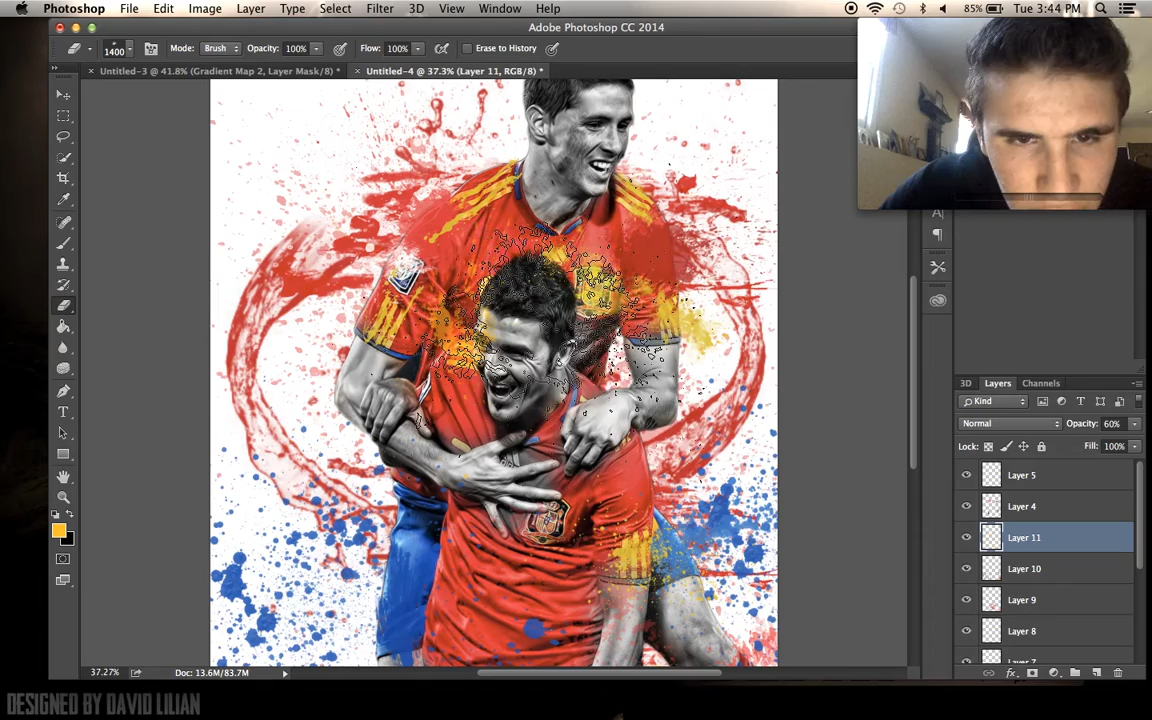 Photoshop File Edit Image Layer Type Select Filter 3D View Window Help 85% Tue 3:44 PM
Adobe Photoshop CC 2014
1400 Mode: Brush Opacity: 100% Flow: 100% Erase to History
Untitled-3 @ 41.8% (Gradient Map 2, Layer Mask/8) * Untitled-4 @ 37.3% (Layer 11, RGB/8) *
3D Layers Channels
Kind
Normal Opacity: 60%
Lock: Fill: 100%
Layer 5
Layer 4
Layer 11
Layer 10
Layer 9
Layer 8
37.27% Doc: 13.6M/83.7M
DESIGNED BY DAVID LILIAN